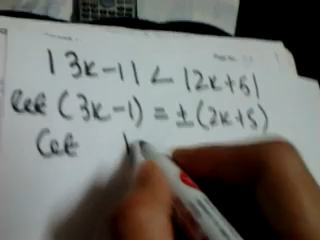 |3x-1| < |2x+5|
Let (3x-1) = ±(2x+5)
Let